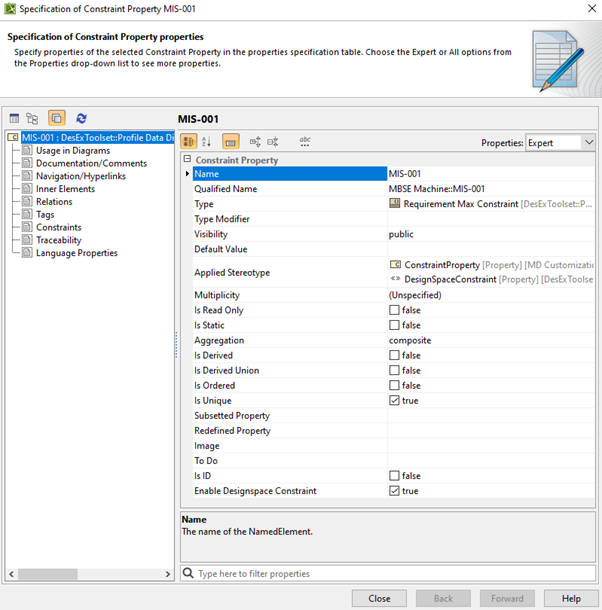 Specification of Constraint Property MIS-001
Specification of Constraint Property properties
Specify properties of the selected Constraint Property in the properties specification table. Choose the Expert or All options from
the Properties drop-down list to see more properties.
MIS-001
MIS-001 : DesExToolset::Profile Data Di
Usage in Diagrams
Documentation/Comments
Navigation/Hyperlinks
Inner Elements
Relations
Tags
Constraints
Traceability
Language Properties
Properties: Expert
Constraint Property
Name MIS-001
Qualified Name MBSE Machine::MIS-001
Type Requirement Max Constraint [DesExToolset::P...
Type Modifier
Visibility public
Default Value
Applied Stereotype
ConstraintProperty [Property] [MD Customizatio
«» DesignSpaceConstraint [Property] [DesExToolse
Multiplicity (Unspecified)
Is Read Only false
Is Static false
Aggregation composite
Is Derived false
Is Derived Union false
Is Ordered false
Is Unique true
Subsetted Property
Redefined Property
Image
To Do
Is ID false
Enable Designspace Constraint true
Name
The name of the NamedElement.
Type here to filter properties
Close Back Forward Help